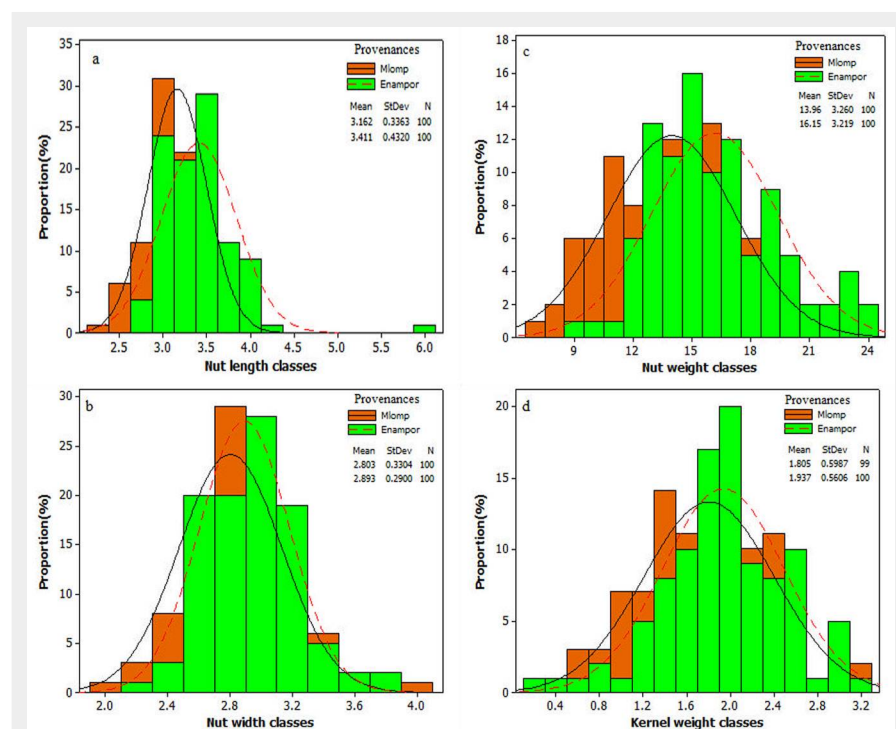 a
Provenances
Mlomp
Enampor
Mean StDev N
3.162 0.3363 100
3.411 0.4320 100
Proportion(%)
35
30
25
20
15
10
5
0
2.5 3.0 3.5 4.0 4.5 5.0 5.5 6.0
Nut length classes
c
Provenances
Mlomp
Enampor
Mean StDev N
13.96 3.260 100
16.15 3.219 100
Proportion(%)
18
16
14
12
10
8
6
4
2
0
9 12 15 18 21 24
Nut weight classes
b
Provenances
Mlomp
Enampor
Mean StDev N
2.803 0.3304 100
2.893 0.2900 100
Proportion(%)
30
25
20
15
10
5
0
2.0 2.4 2.8 3.2 3.6 4.0
Nut width classes
d
Provenances
Mlomp
Enampor
Mean StDev N
1.805 0.5987 99
1.937 0.5606 100
Proportion(%)
20
15
10
5
0
0.4 0.8 1.2 1.6 2.0 2.4 2.8 3.2
Kernel weight classes